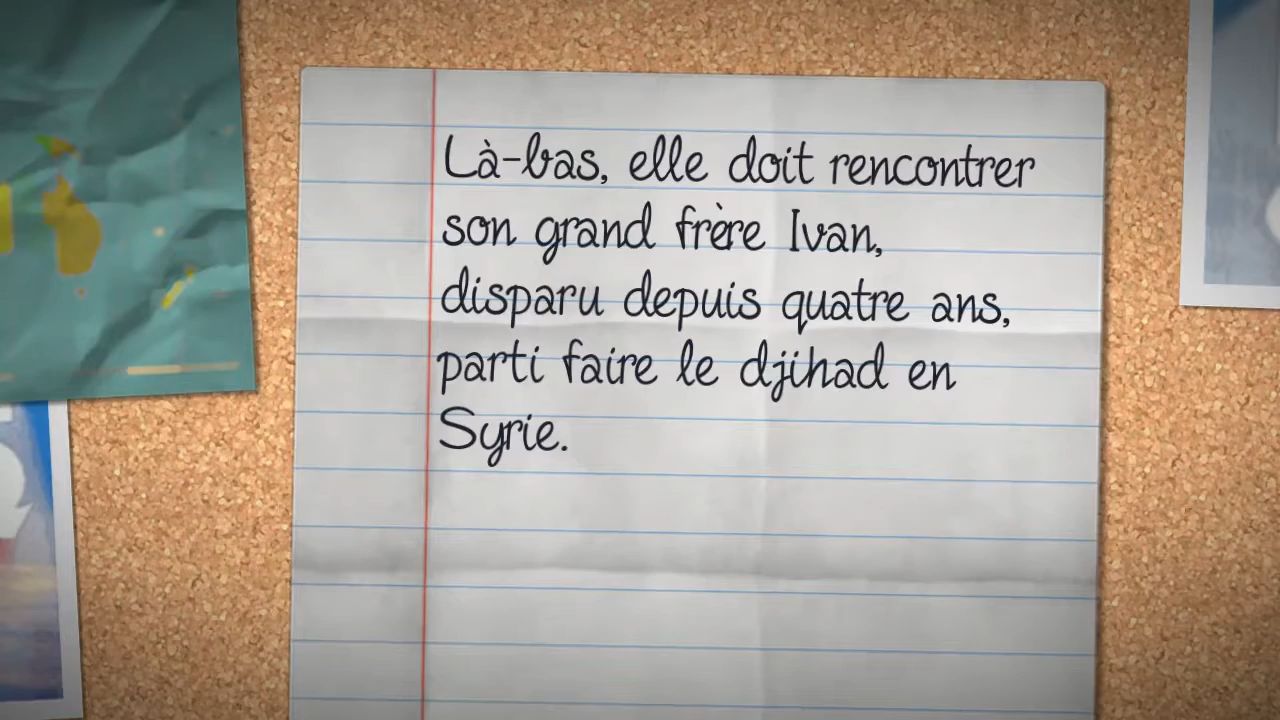 Là-bas, elle doit rencontrer
son grand frère Ivan,
disparu depuis quatre ans,
parti faire le djihad en
Syrie.